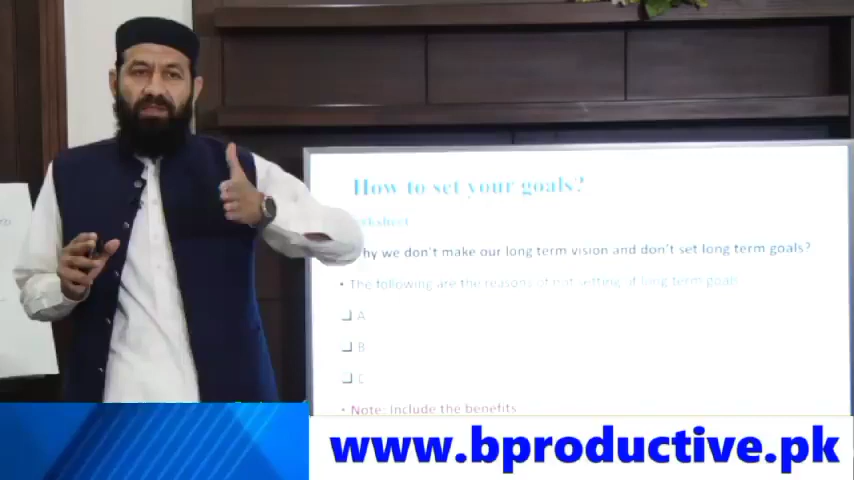 How to set your goals?
hy we don't make our long term vision and don't set long term goals?
• The following are the reasons of not setting of long term goals
❑ A
❑ B
❑
• Note: Include the benefits
www.bproductive.pk